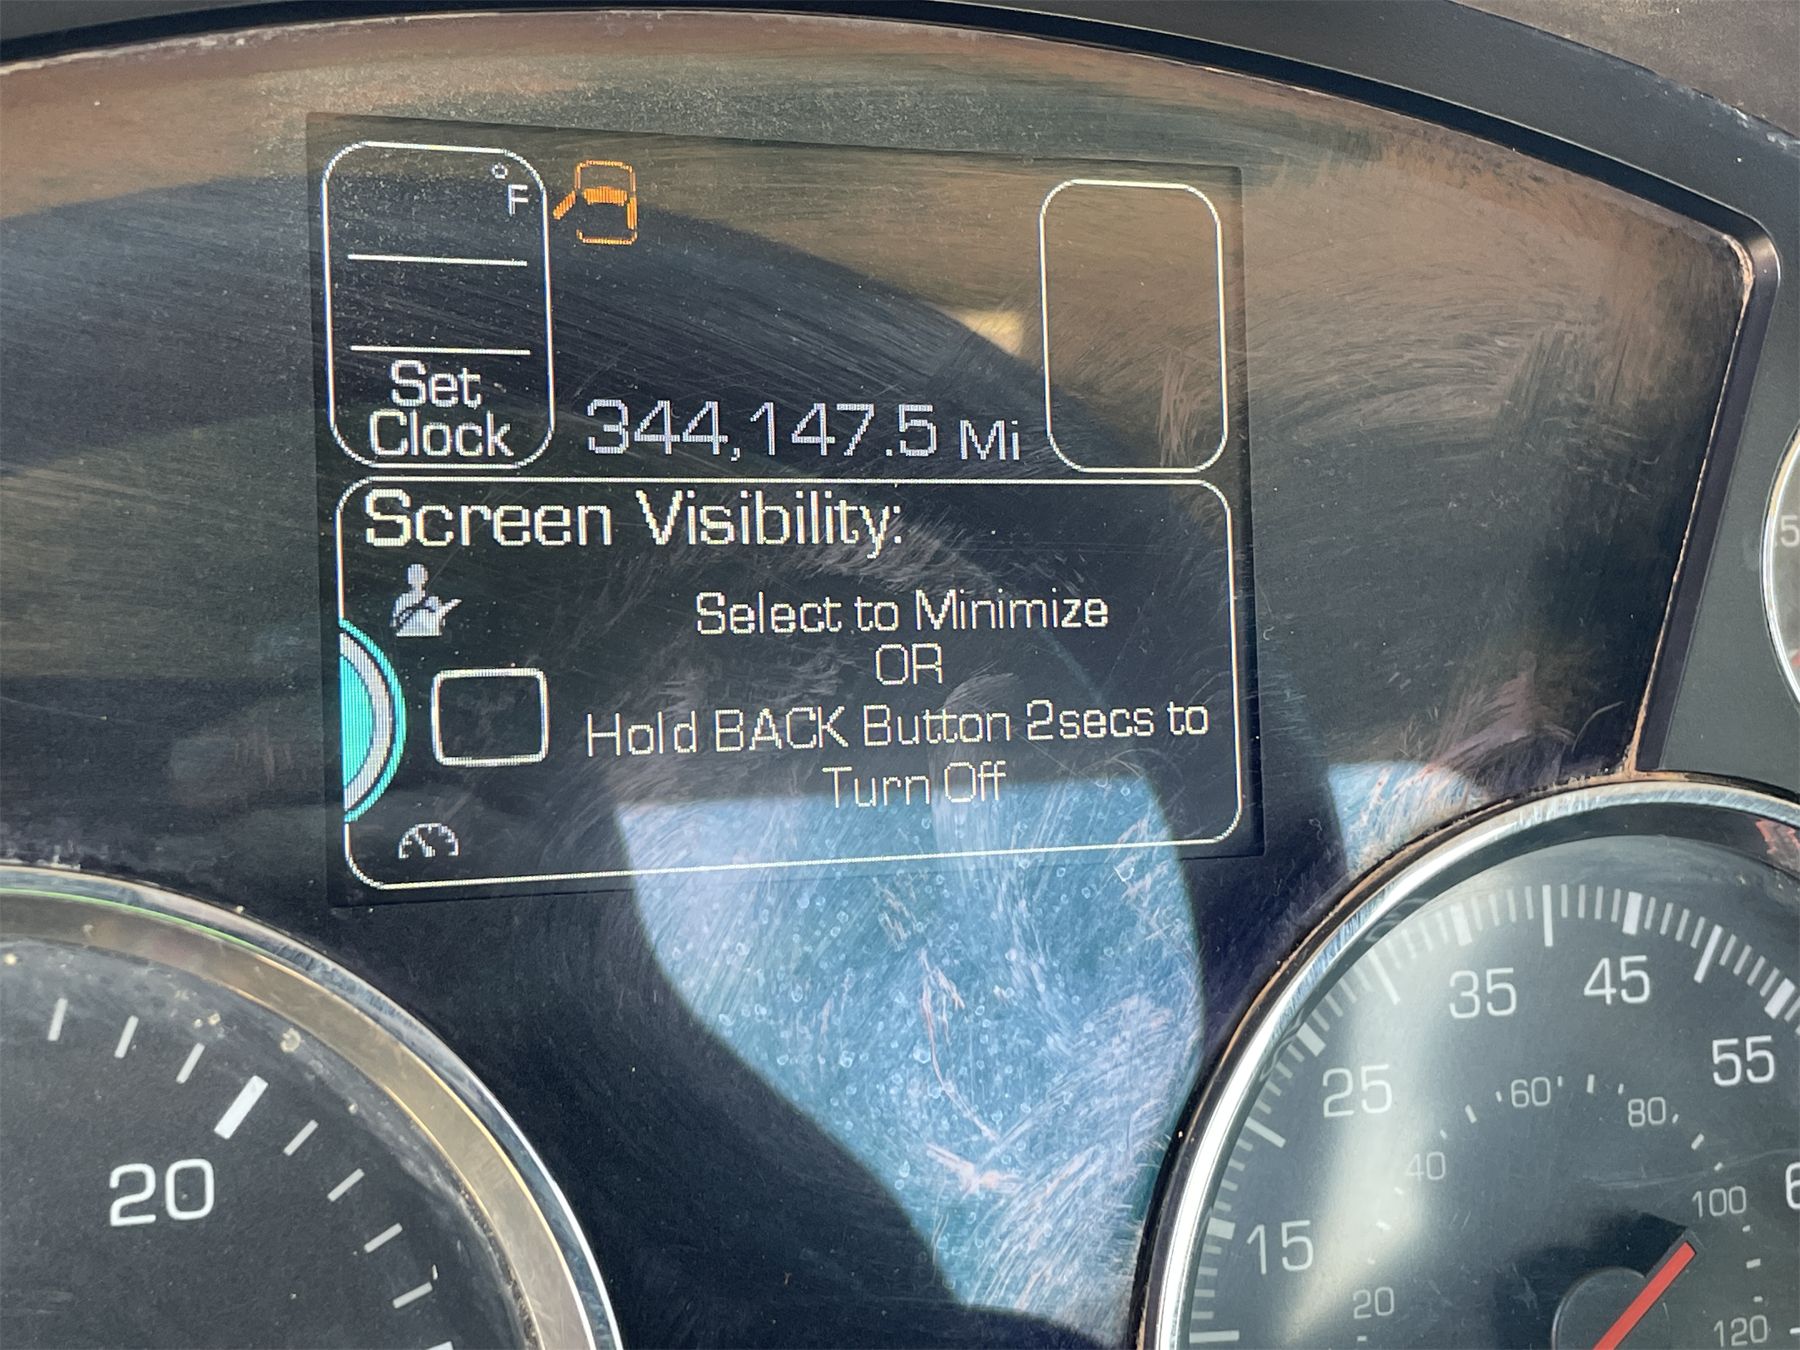 °F
Set
Clock
344,147.5 Mi
Screen Visibility:
Select to Minimize
OR
Hold BACK Button 2secs to
Turn Off
20
15
25
35
45
55
20
40
60
80
100
120